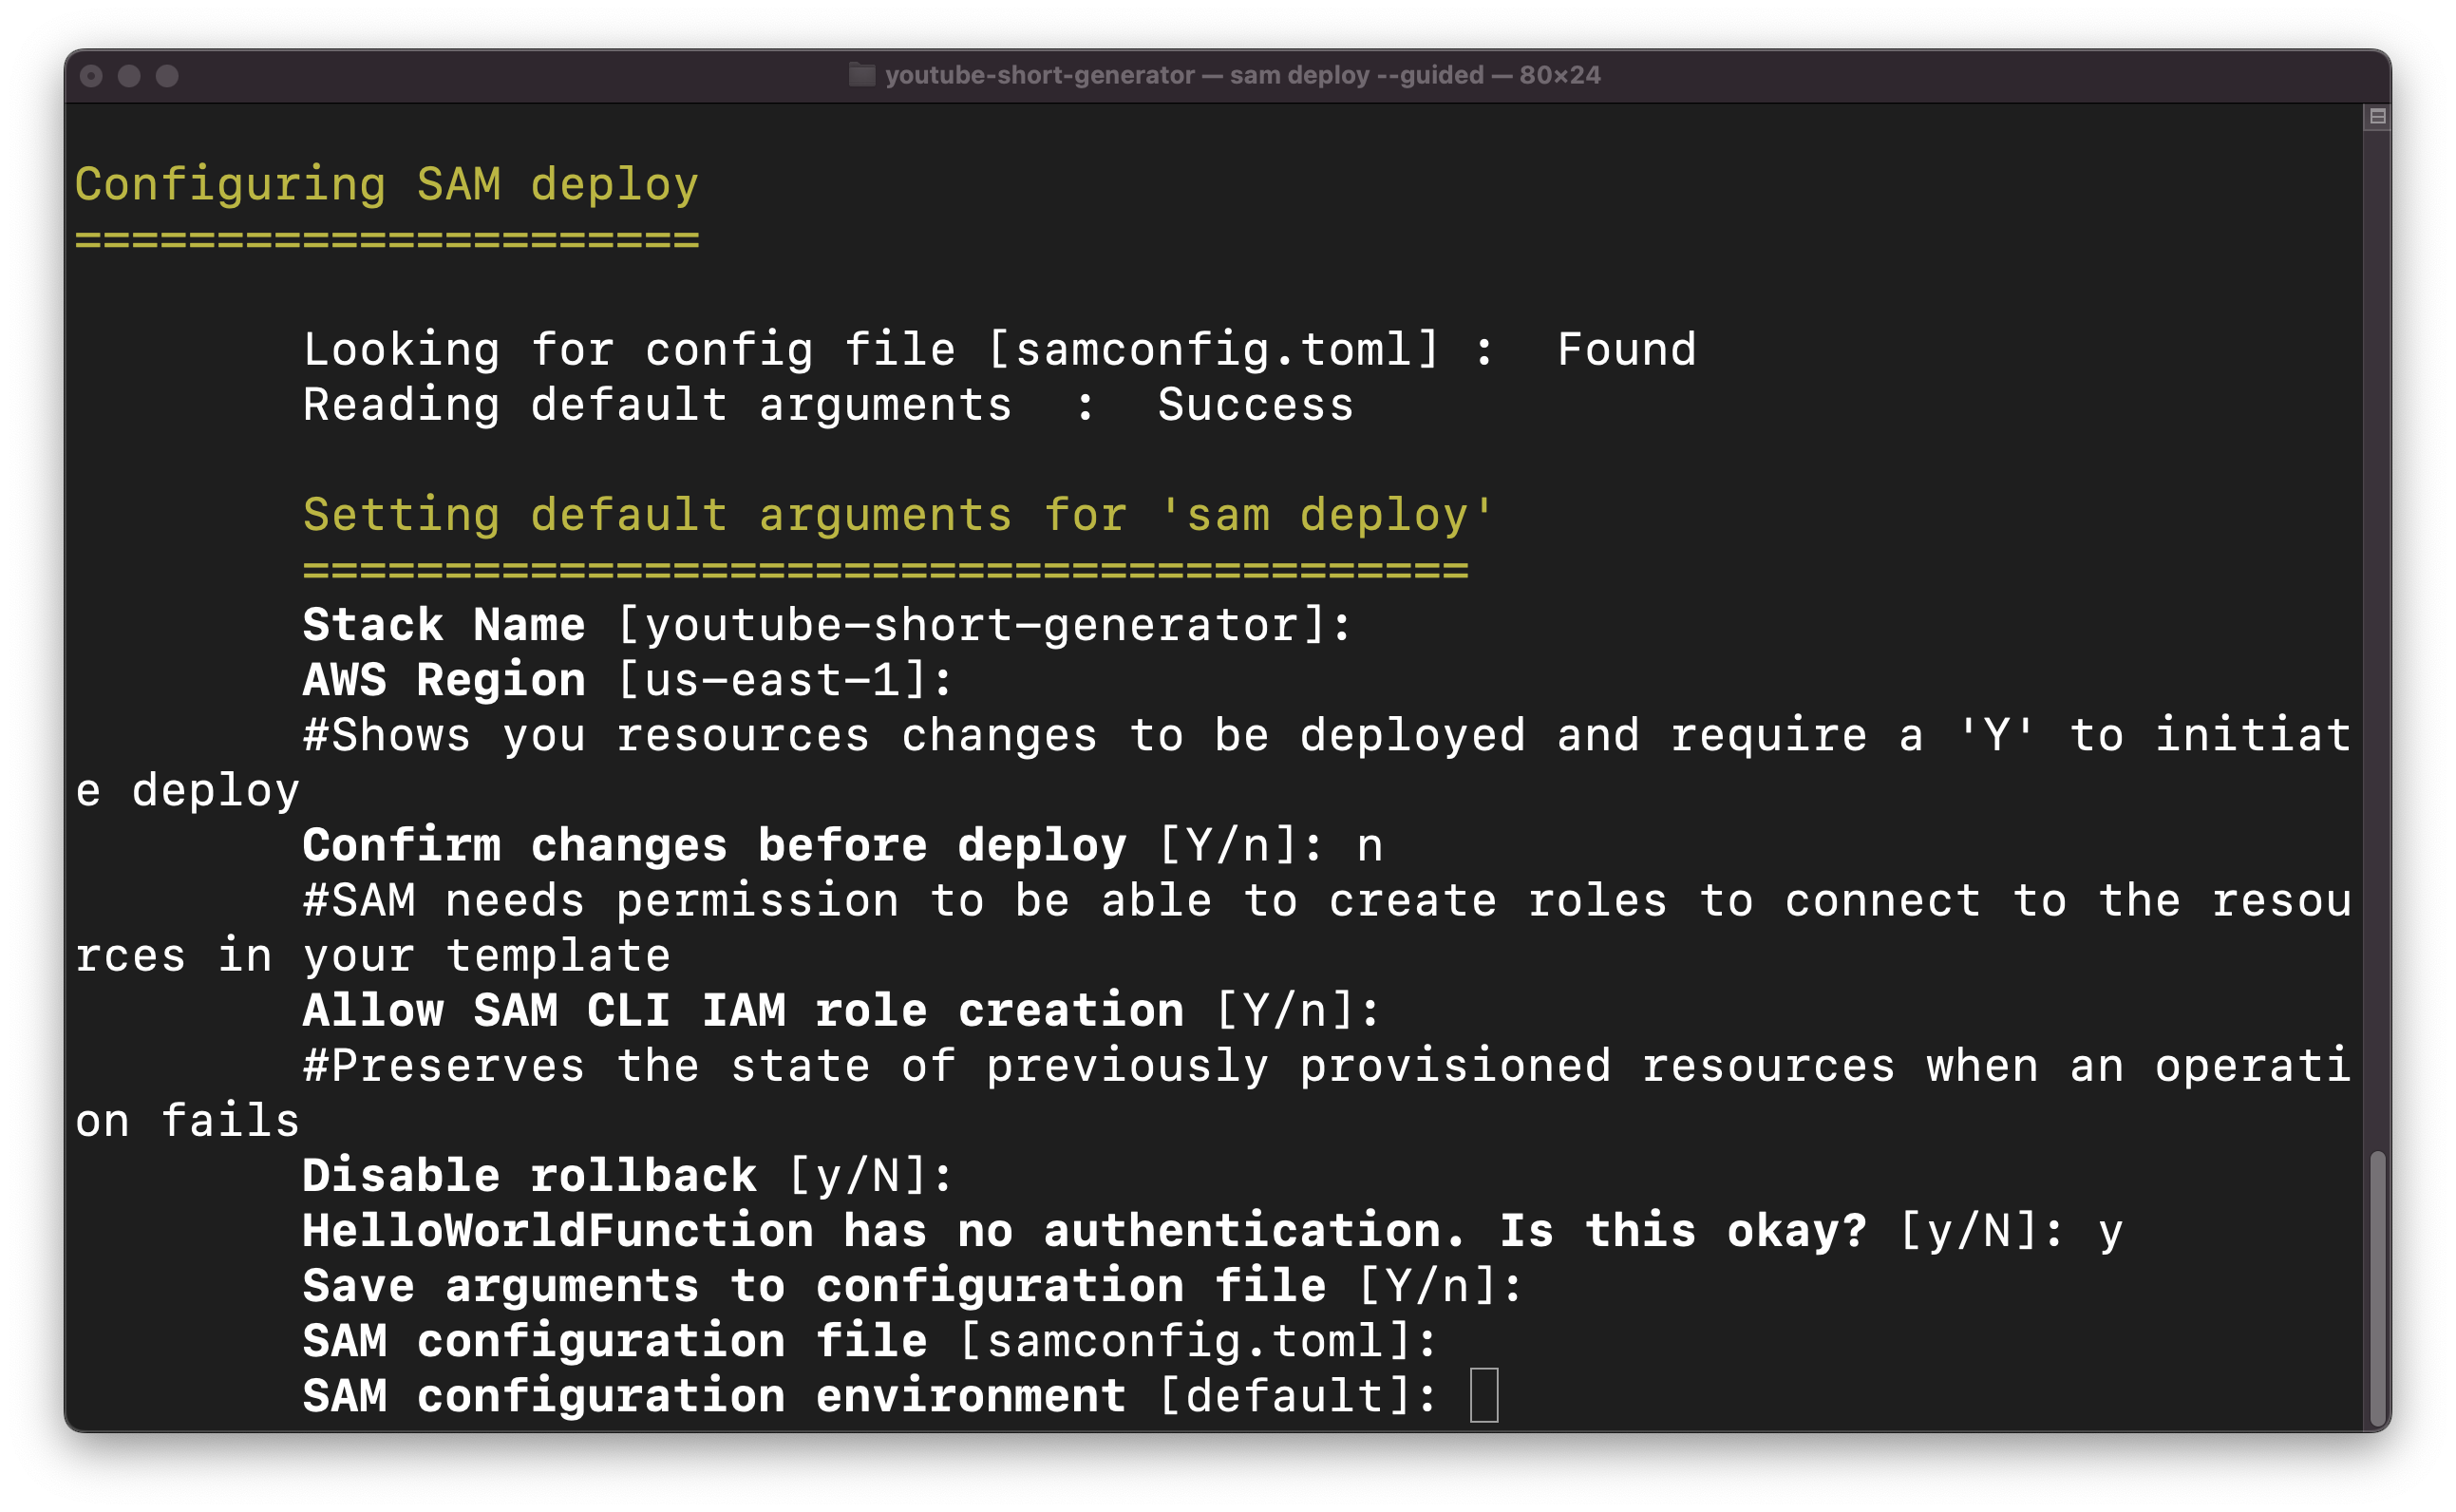 youtube-short-generator — sam deploy --guided — 80×24
Configuring SAM deploy
======================
Looking for config file [samconfig.toml] :  Found
Reading default arguments  :  Success
Setting default arguments for 'sam deploy'
=========================================
Stack Name [youtube-short-generator]:
AWS Region [us-east-1]:
#Shows you resources changes to be deployed and require a 'Y' to initiat
e deploy
Confirm changes before deploy [Y/n]: n
#SAM needs permission to be able to create roles to connect to the resou
rces in your template
Allow SAM CLI IAM role creation [Y/n]:
#Preserves the state of previously provisioned resources when an operati
on fails
Disable rollback [y/N]:
HelloWorldFunction has no authentication. Is this okay? [y/N]: y
Save arguments to configuration file [Y/n]:
SAM configuration file [samconfig.toml]:
SAM configuration environment [default]: